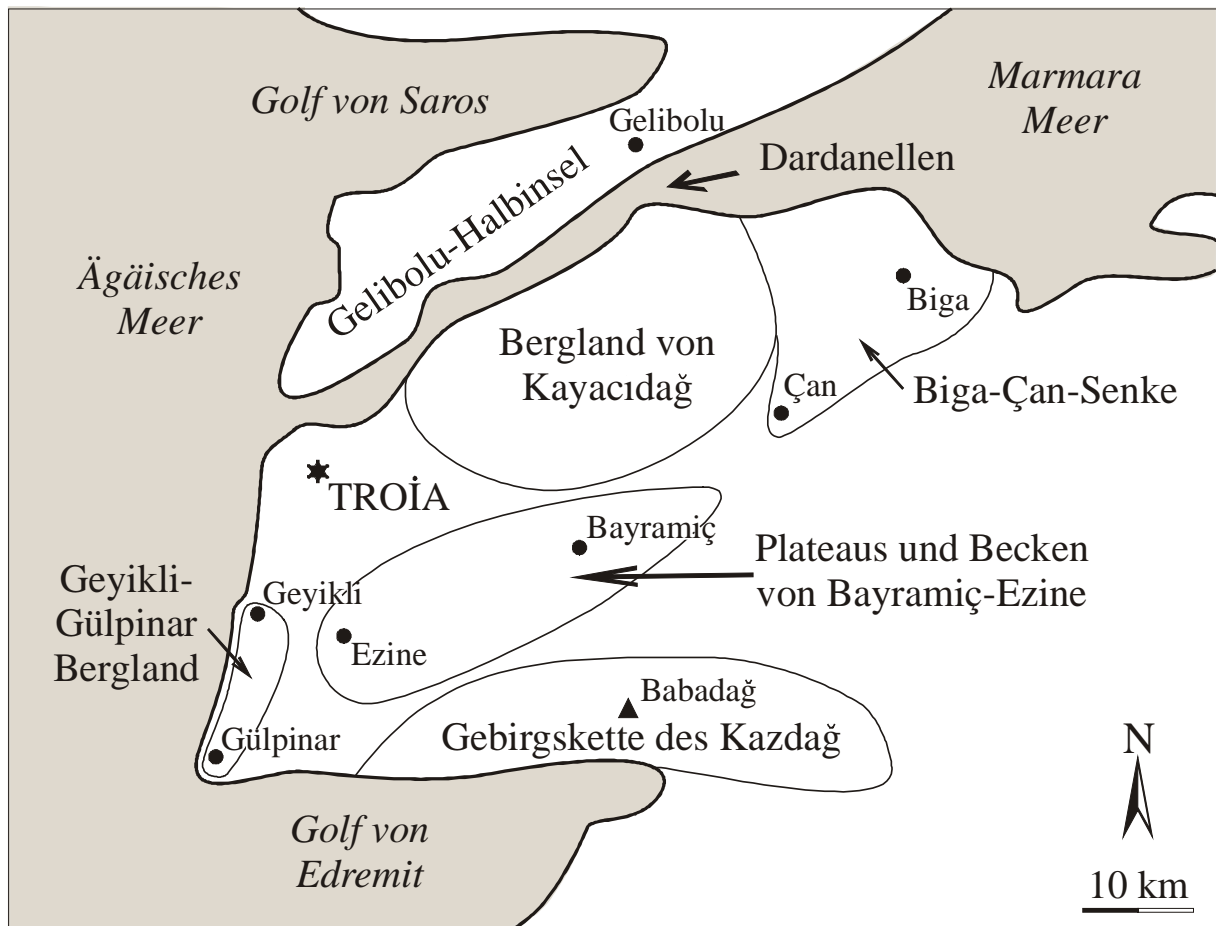 Golf von Saros
Marmara
Meer
Gelibolu
Dardanellen
Gelibolu-Halbinsel
Ägäisches
Meer
Biga
Bergland von
Kayacıdağ
Çan
Biga-Çan-Senke
TROİA
Bayramiç
Plateaus und Becken
von Bayramiç-Ezine
Geyikli-
Gülpinar
Bergland
Geyikli
Ezine
Babadağ
Gebirgskette des Kazdağ
Gülpinar
N
Golf von
Edremit
10 km